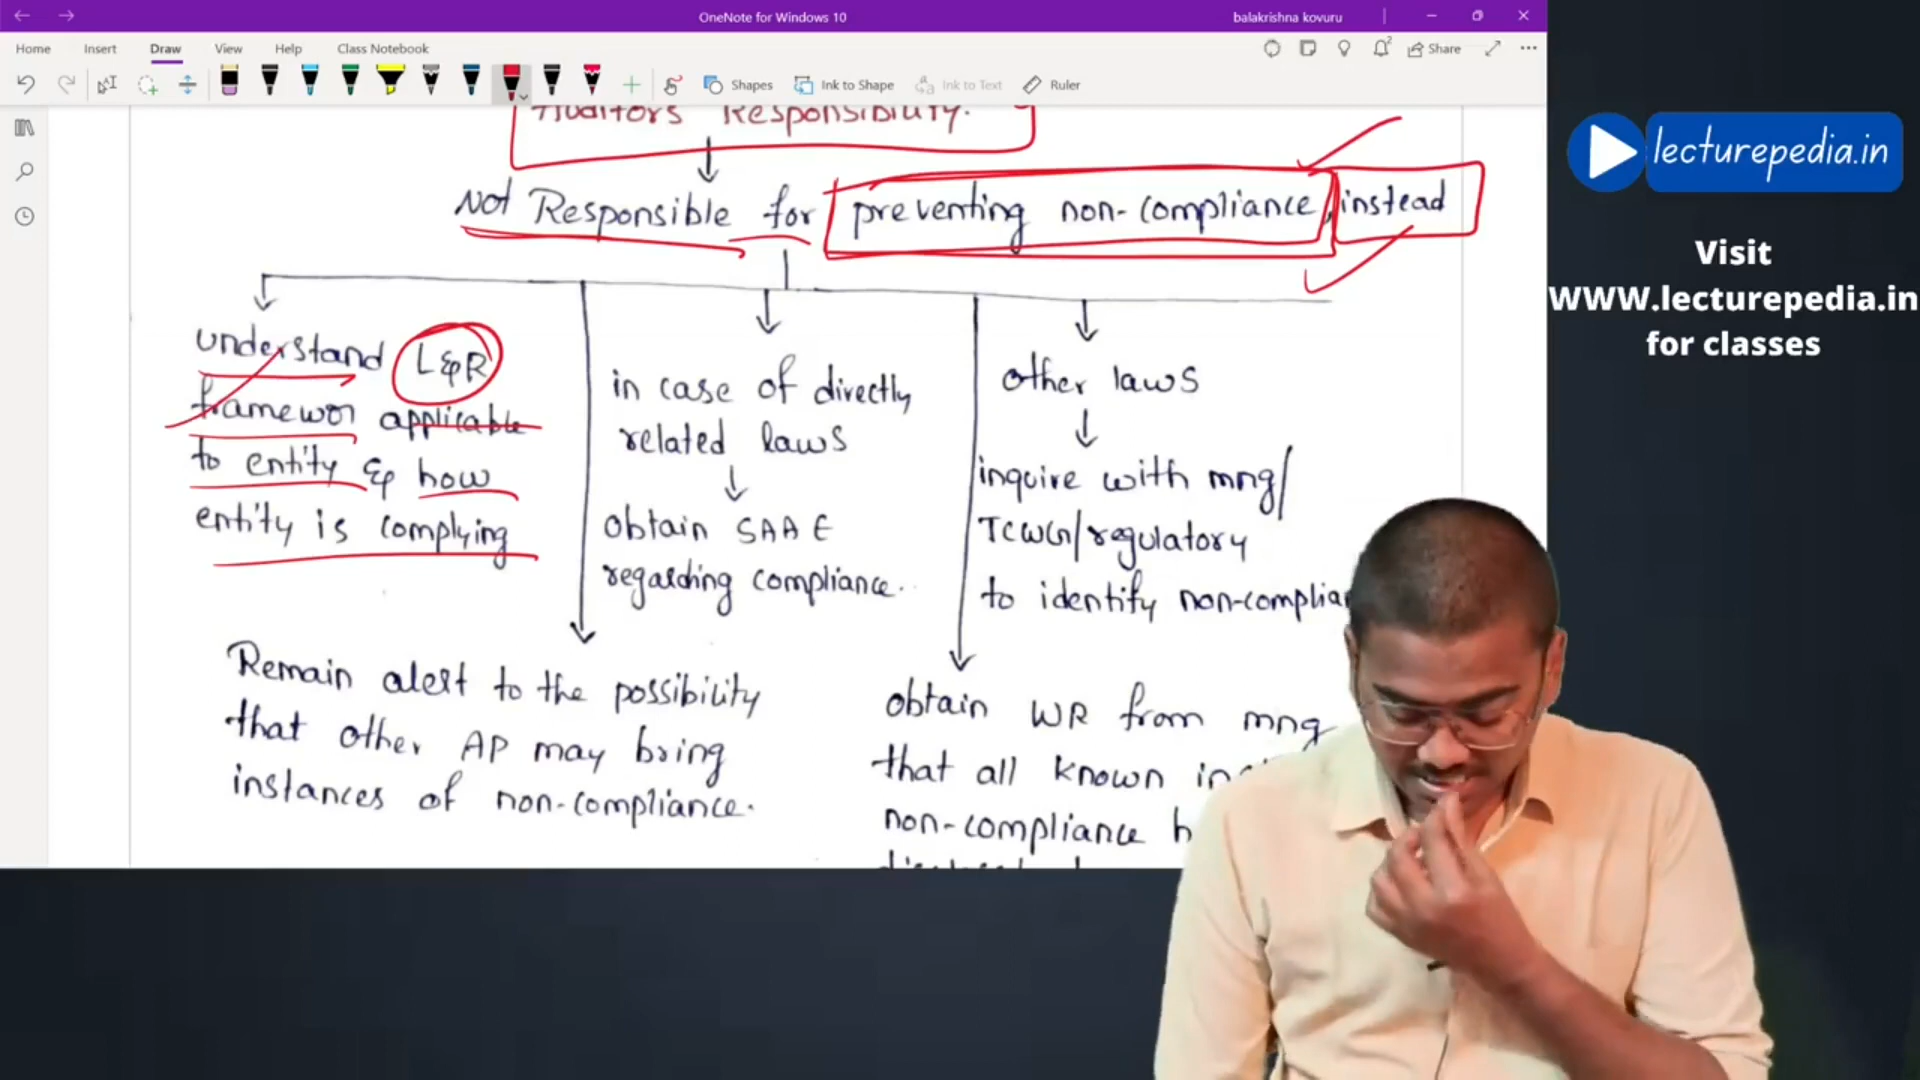 OneNote for Windows 10
balakrishna kovuru
Home Insert Draw View Help Class Notebook
Share
Shapes Ink to Shape Ink to Text Ruler
Auditors Responsibility.
Not Responsible for preventing non-compliance, instead
understand L&R
framewor applicable
to entity & how
entity is complying
in case of directly
related laws
obtain SAAE
regarding compliance.
other laws
inquire with mng/
TCWG/regulatory
to identify non-complian
Remain alert to the possibility
that other AP may bring
instances of non-compliance.
obtain WR from mng
that all known in
non-compliance h
lecturepedia.in
Visit
WWW.lecturepedia.in
for classes